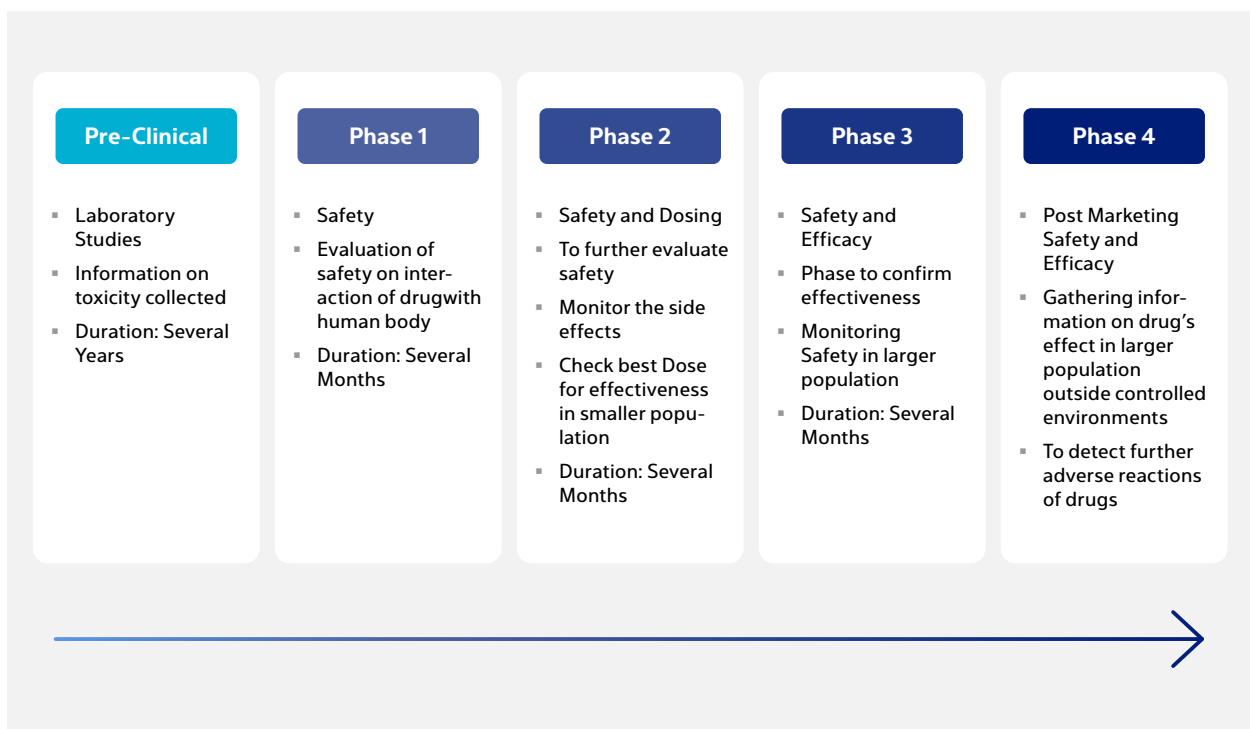 Pre-Clinical
Laboratory
Studies
Information on
toxicity collected
Duration: Several
Years
Phase 1
Safety
Evaluation of
safety on inter-
action of drugwith
human body
Duration: Several
Months
Phase 2
Safety and Dosing
To further evaluate
safety
Monitor the side
effects
Check best Dose
for effectiveness
in smaller popu-
lation
Duration: Several
Months
Phase 3
Safety and
Efficacy
Phase to confirm
effectiveness
Monitoring
Safety in larger
population
Duration: Several
Months
Phase 4
Post Marketing
Safety and
Efficacy
Gathering infor-
mation on drug’s
effect in larger
population
outside controlled
environments
To detect further
adverse reactions
of drugs